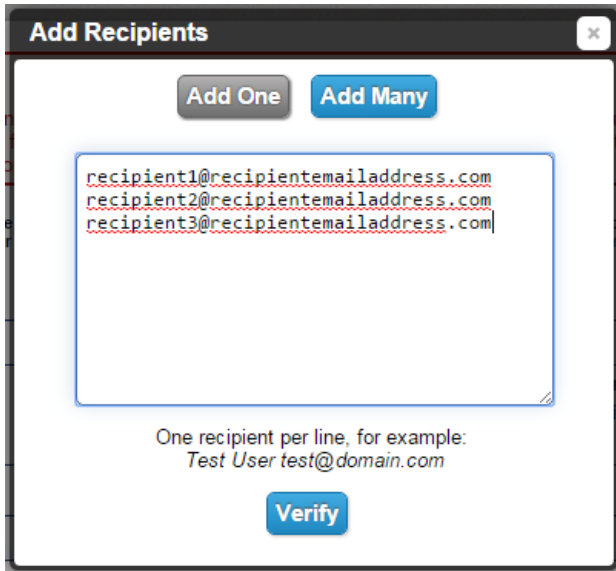 Add Recipients
Add One Add Many
recipient1@recipientemailaddress.com
recipient2@recipientemailaddress.com
recipient3@recipientemailaddress.com
One recipient per line, for example:
Test User test@domain.com
Verify